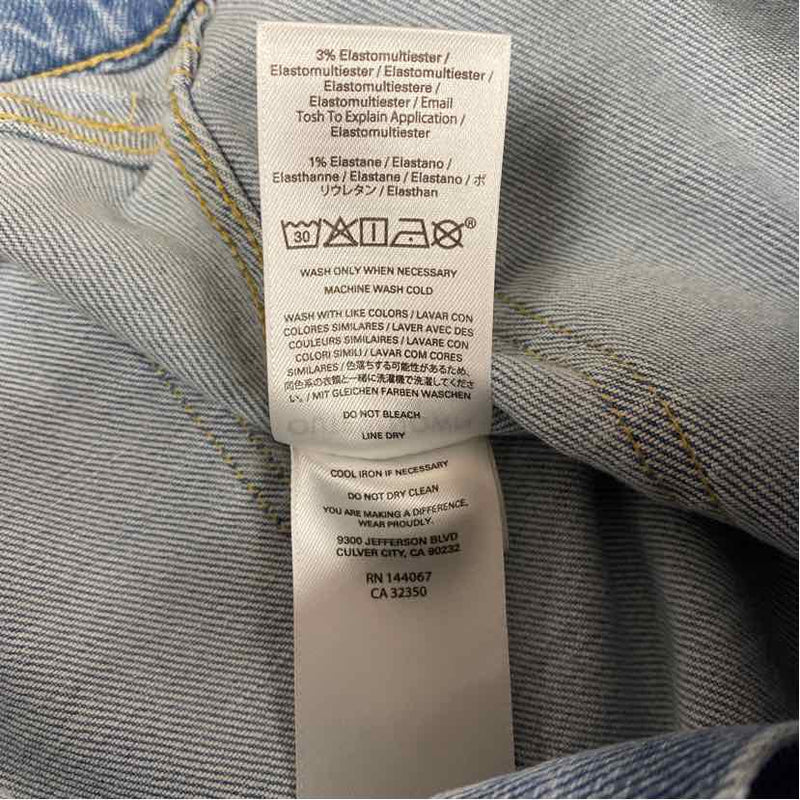 3% Elastomultiester /
Elastomultiester / Elastomultiester /
Elastomultiestere /
Elastomultiester / Email
Tosh To Explain Application /
Elastomultiester
1% Elastane / Elastano /
Elasthanne / Elastane / Elastano / ポ
リウレタン / Elasthan
30
®
WASH ONLY WHEN NECESSARY
MACHINE WASH COLD
WASH WITH LIKE COLORS / LAVAR CON
COLORES SIMILARES / LAVER AVEC DES
COULEURS SIMILAIRES / LAVARE CON
COLORI SIMILI / LAVAR COM CORES
SIMILARES / 色落ちする可能性があるため、
同色系の衣類と一緒に洗濯機で洗濯してくださ
い。/ MIT GLEICHEN FARBEN WASCHEN
DO NOT BLEACH
LINE DRY
COOL IRON IF NECESSARY
DO NOT DRY CLEAN
YOU ARE MAKING A DIFFERENCE,
WEAR PROUDLY.
9300 JEFFERSON BLVD
CULVER CITY, CA 90232
RN 144067
CA 32350